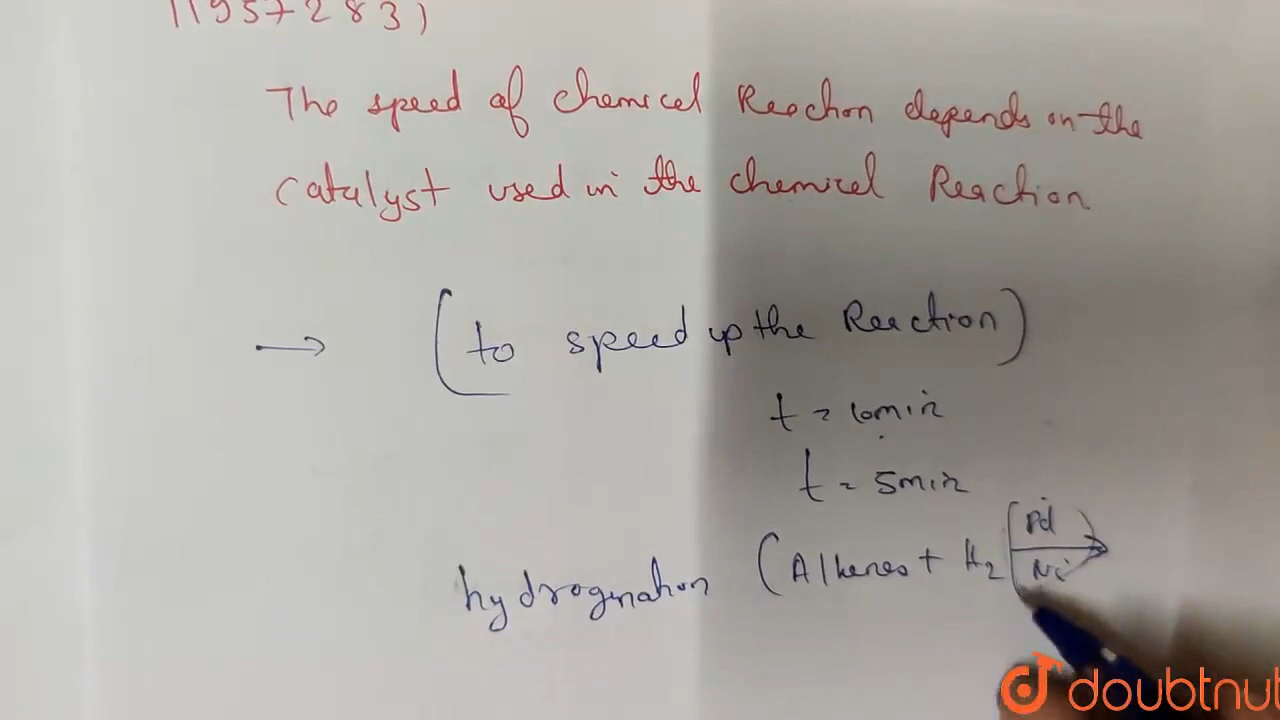 11957283)
The speed of chemical Reaction depends on the
catalyst used in the chemical Reaction
→ (to speed up the Reaction)
t = 10min
t = 5min
Pd
hydrogenation (Alkenes + H2 →
Ni
doubtnut